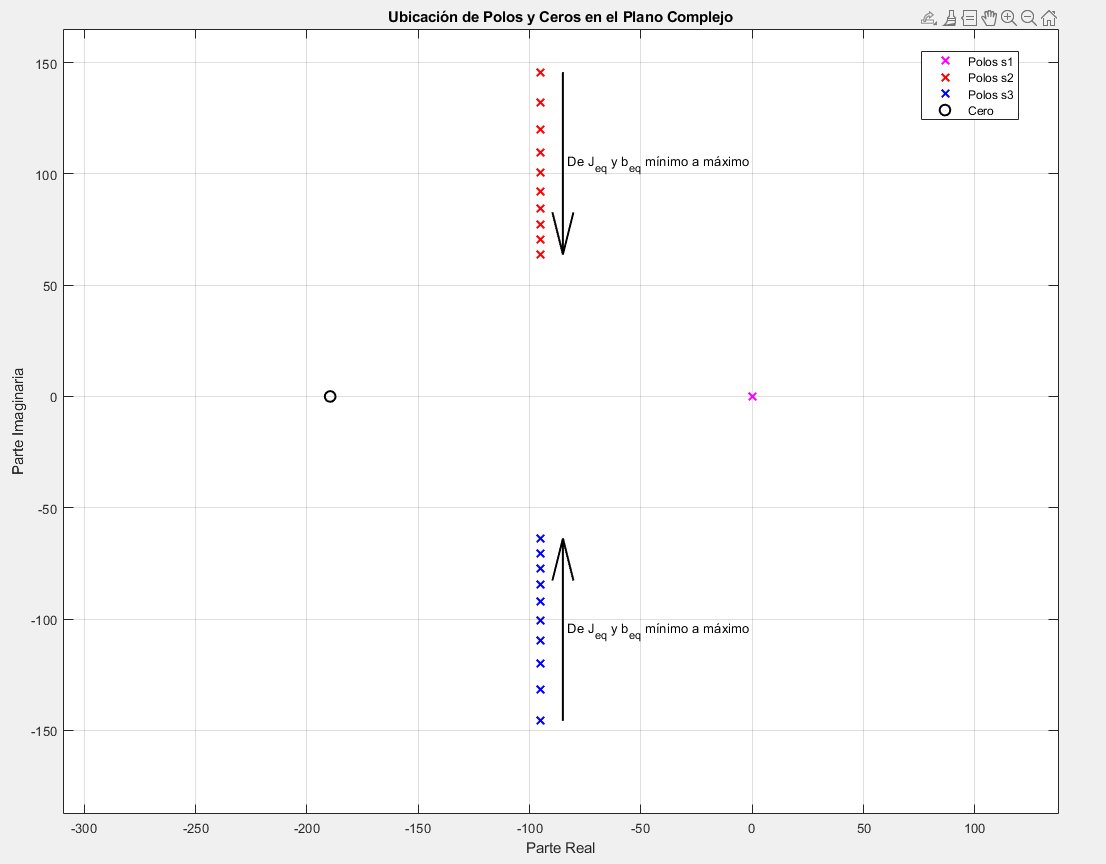 Ubicación de Polos y Ceros en el Plano Complejo
Polos s1
Polos s2
Polos s3
Cero
De J_eq y b_eq mínimo a máximo
De J_eq y b_eq mínimo a máximo
Parte Imaginaria
150
100
50
0
-50
-100
-150
-300 -250 -200 -150 -100 -50 0 50 100
Parte Real